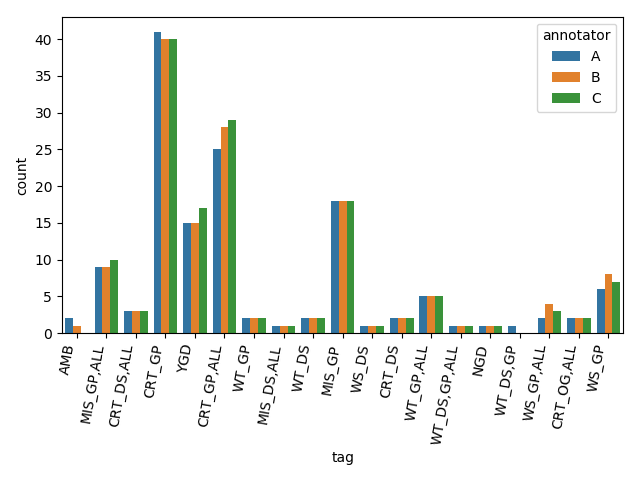 annotator
A
B
C
count
40
35
30
25
20
15
10
5
0
AMB
MIS_GP,ALL
CRT_DS,ALL
CRT_GP
YGD
CRT_GP,ALL
WT_GP
MIS_DS,ALL
WT_DS
MIS_GP
WS_DS
CRT_DS
WT_GP,ALL
WT_DS,GP,ALL
NGD
WT_DS,GP
WS_GP,ALL
CRT_OG,ALL
WS_GP
tag